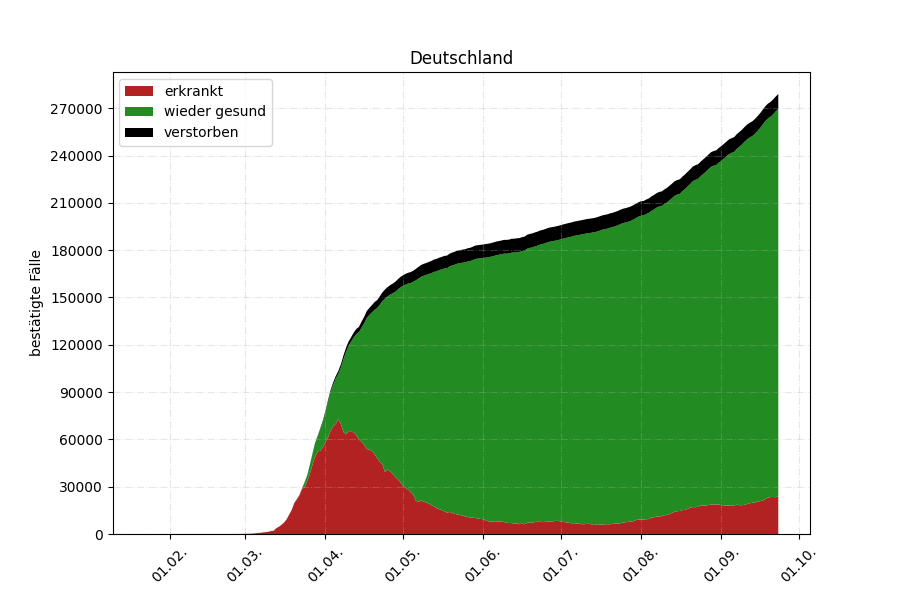 Deutschland
erkrankt
wieder gesund
verstorben
bestätigte Fälle
270000
240000
210000
180000
150000
120000
90000
60000
30000
0
01.02. 01.03. 01.04. 01.05. 01.06. 01.07. 01.08. 01.09. 01.10.